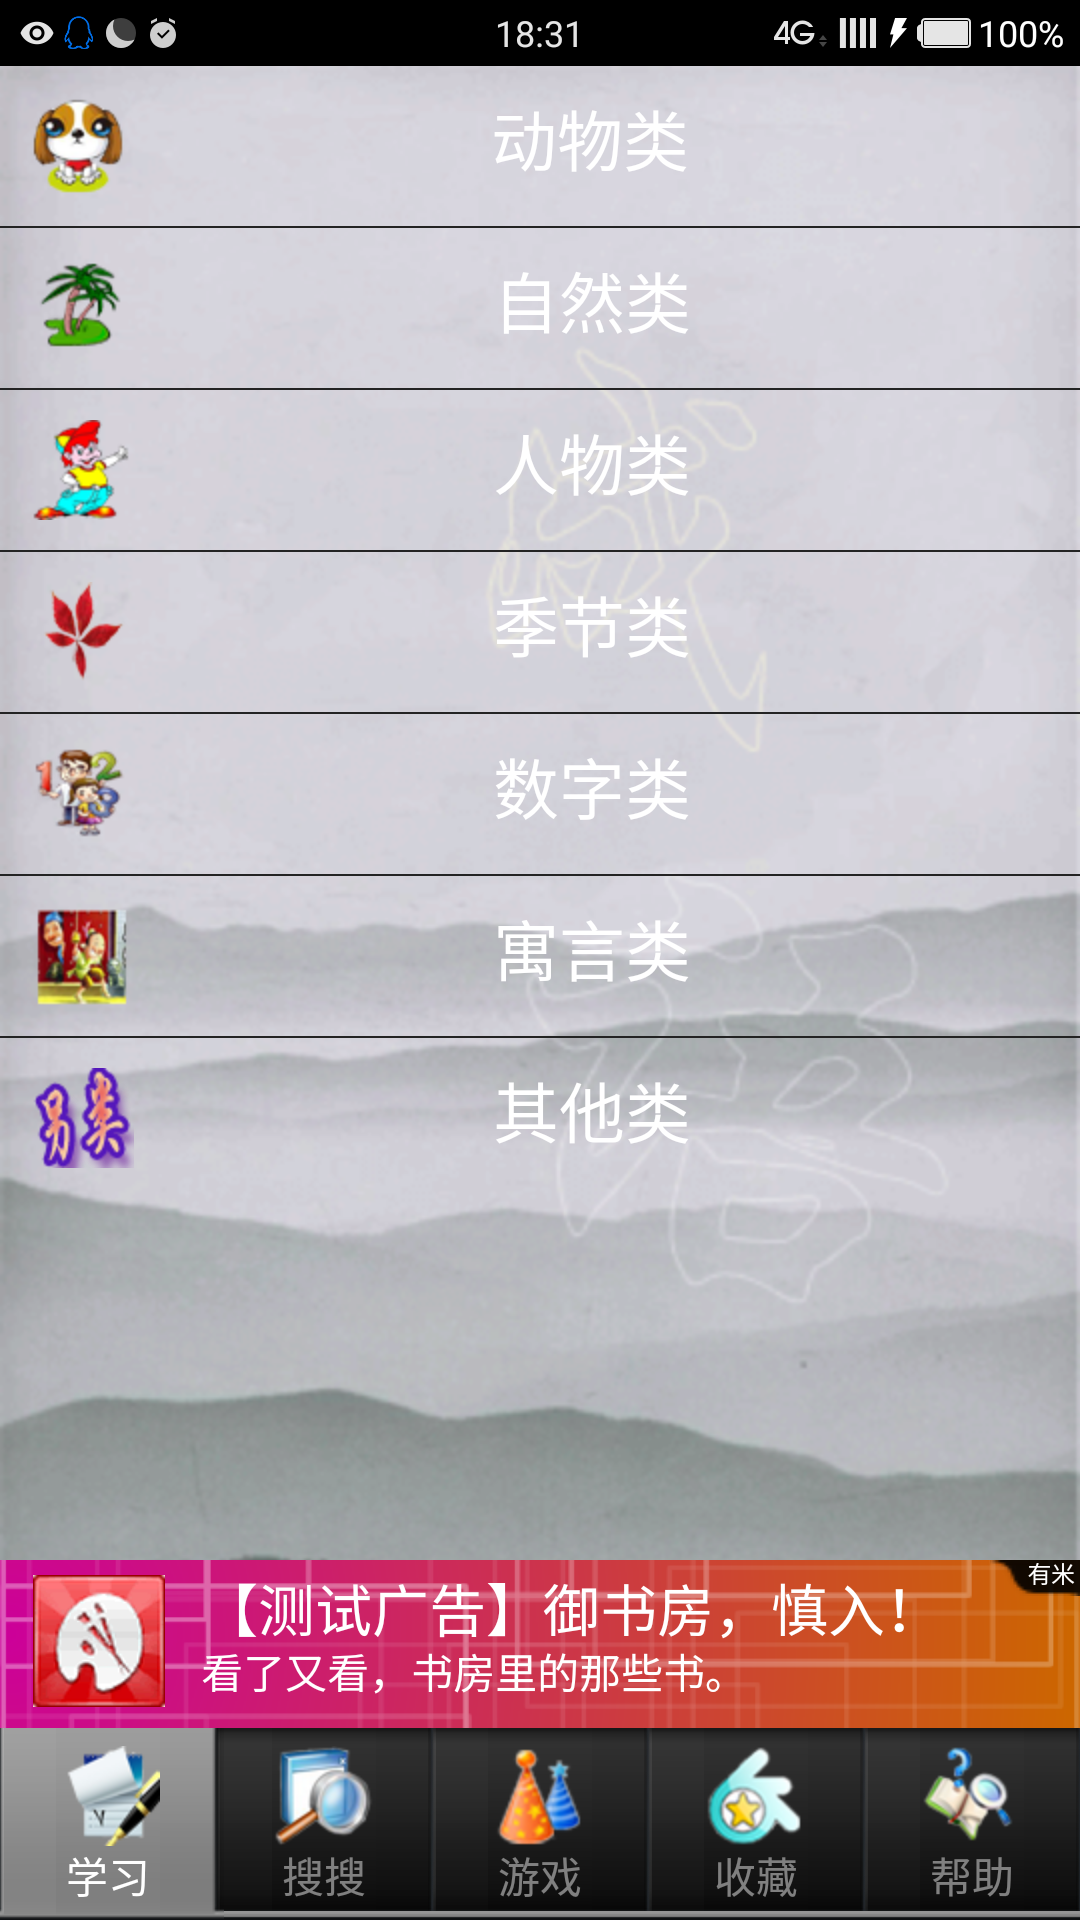 18:31 4G 100%
动物类
自然类
人物类
季节类
数字类
寓言类
另类 其他类
有米
【测试广告】御书房，慎入！
看了又看，书房里的那些书。
学习 搜搜 游戏 收藏 帮助